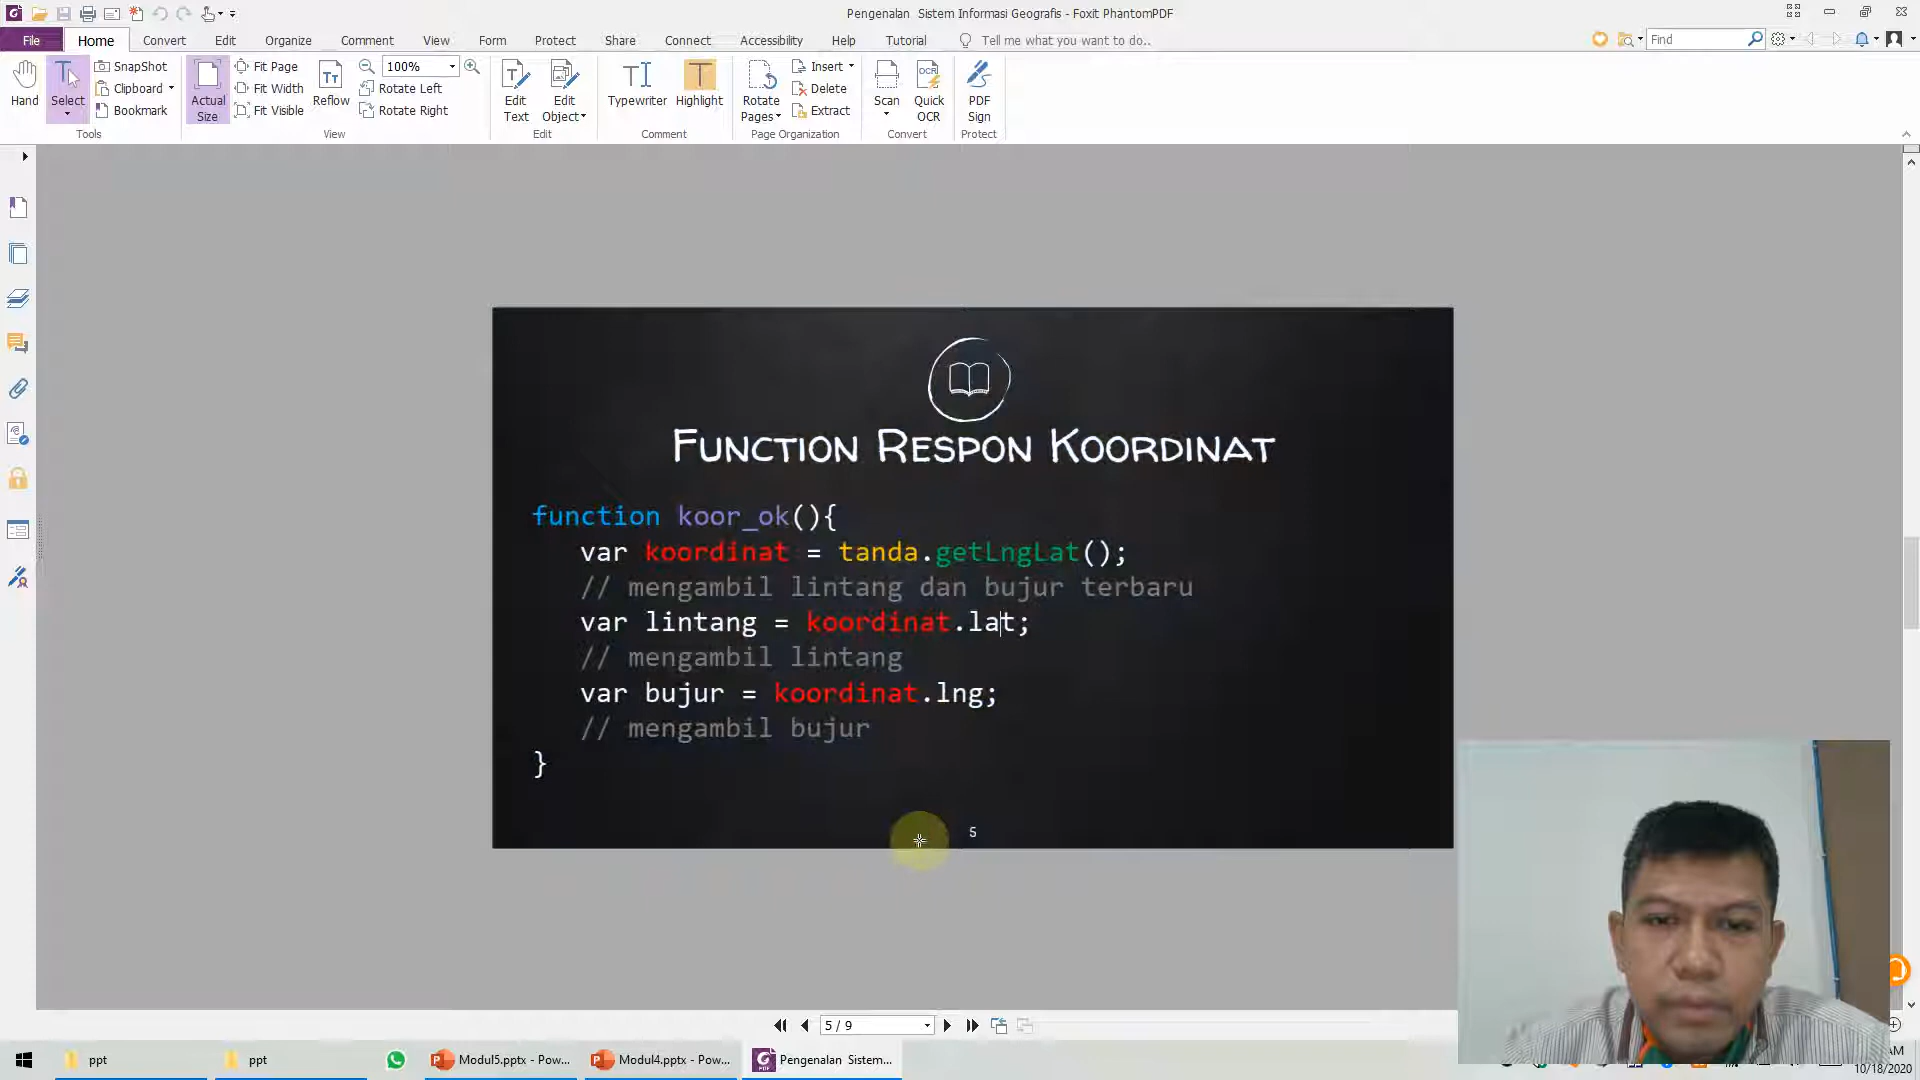 Pengenalan Sistem Informasi Geografis - Foxit PhantomPDF
File Home Convert Edit Organize Comment View Form Protect Share Connect Accessibility Help Tutorial Tell me what you want to do.. Find
Hand
Select
SnapShot
Clipboard
Bookmark
Tools
Actual Size
Fit Page
Fit Width
Fit Visible
Reflow
100%
Rotate Left
Rotate Right
View
Edit Text
Edit Object
Edit
Typewriter
Highlight
Comment
Rotate Pages
Insert
Delete
Extract
Page Organization
Scan
Quick OCR
Convert
PDF Sign
Protect
Function Respon Koordinat
function koor_ok(){
var koordinat = tanda.getLngLat();
// mengambil lintang dan bujur terbaru
var lintang = koordinat.lat;
// mengambil lintang
var bujur = koordinat.lng;
// mengambil bujur
}
5
5 / 9
ppt
ppt
Modul5.pptx - Pow...
Modul4.pptx - Pow...
Pengenalan Sistem...
AM
10/18/2020